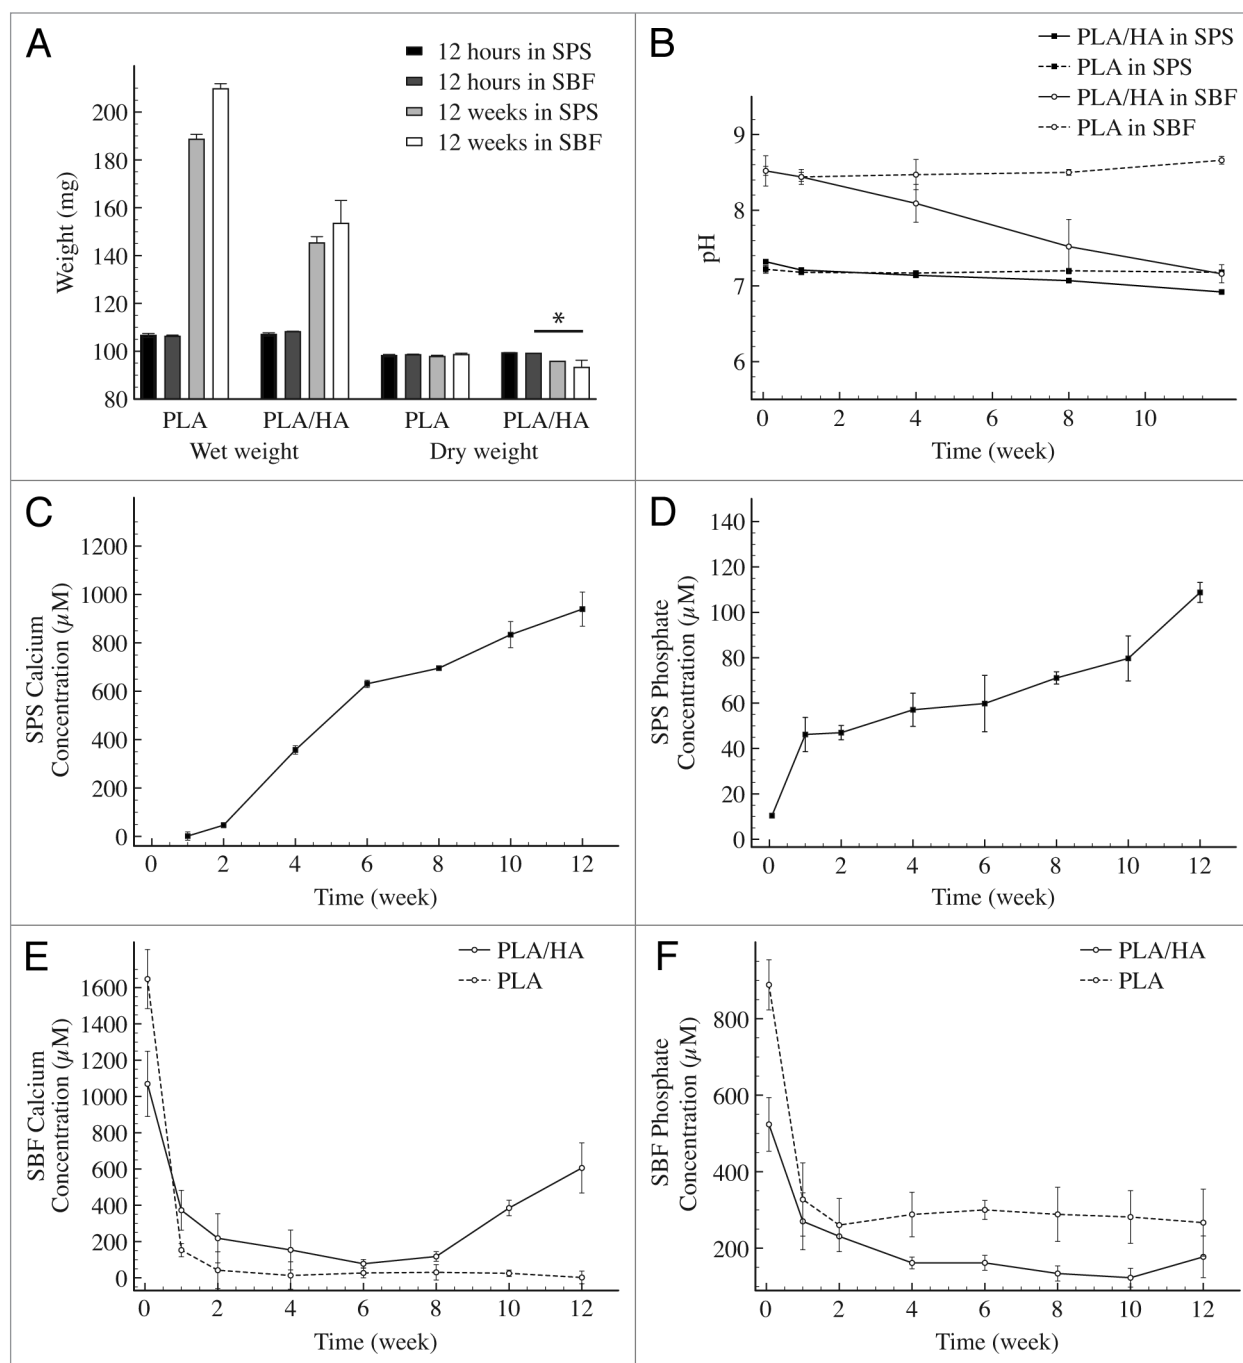 A
12 hours in SPS
12 hours in SBF
12 weeks in SPS
12 weeks in SBF
Weight (mg)
200
180
160
140
120
100
80
*
PLA PLA/HA PLA PLA/HA
Wet weight Dry weight
B
PLA/HA in SPS
PLA in SPS
PLA/HA in SBF
PLA in SBF
pH
9
8
7
6
0 2 4 6 8 10
Time (week)
C
SPS Calcium
Concentration (µM)
1200
1000
800
600
400
200
0
0 2 4 6 8 10 12
Time (week)
D
SPS Phosphate
Concentration (µM)
140
120
100
80
60
40
20
0
0 2 4 6 8 10 12
Time (week)
E
PLA/HA
PLA
SBF Calcium
Concentration (µM)
1600
1400
1200
1000
800
600
400
200
0
0 2 4 6 8 10 12
Time (week)
F
PLA/HA
PLA
SBF Phosphate
Concentration (µM)
800
600
400
200
0 2 4 6 8 10 12
Time (week)